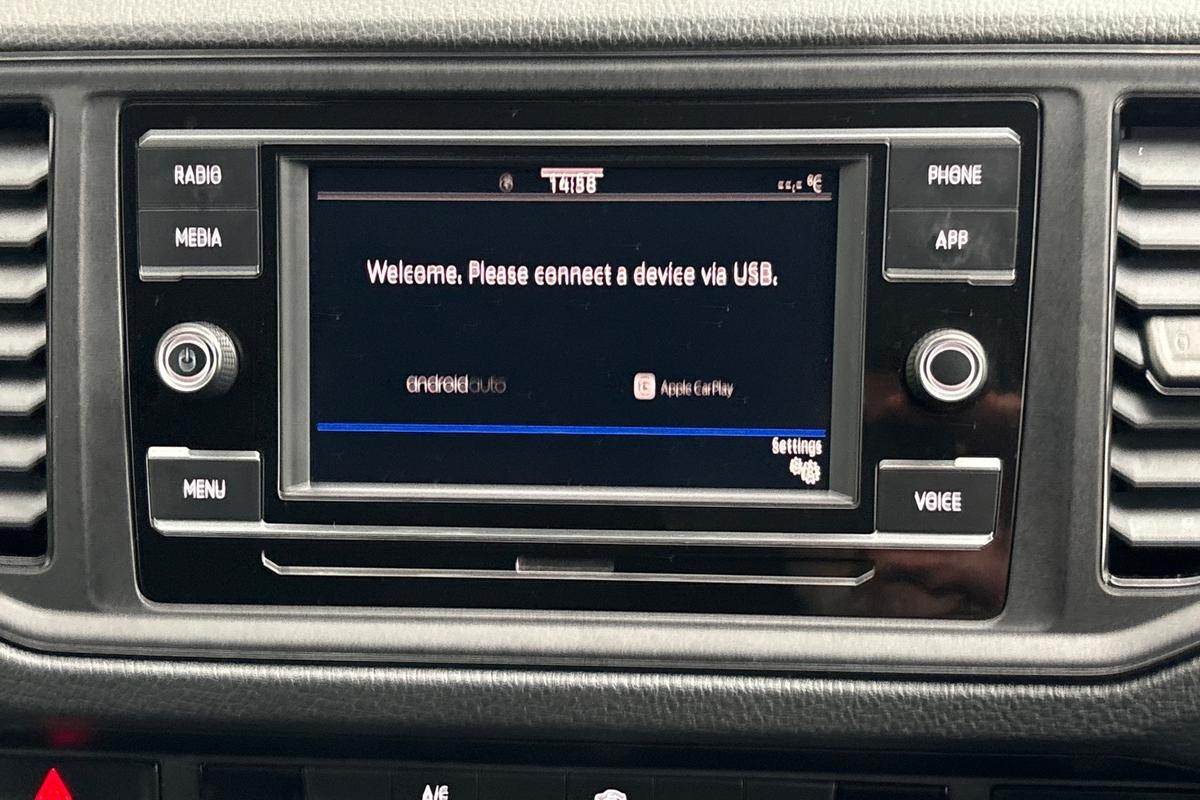 RADIO
MEDIA
MENU
14:58
--,- °C
Welcome. Please connect a device via USB.
androidauto
Apple CarPlay
Settings
PHONE
APP
VOICE
A/C